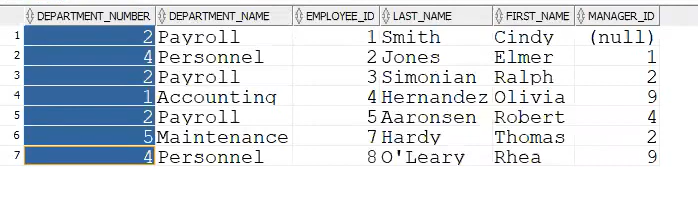 DEPARTMENT_NUMBER DEPARTMENT_NAME EMPLOYEE_ID LAST_NAME FIRST_NAME MANAGER_ID
1 2 Payroll 1 Smith Cindy (null)
2 4 Personnel 2 Jones Elmer 1
3 2 Payroll 3 Simonian Ralph 2
4 1 Accounting 4 Hernandez Olivia 9
5 2 Payroll 5 Aaronsen Robert 4
6 5 Maintenance 7 Hardy Thomas 2
7 4 Personnel 8 O'Leary Rhea 9